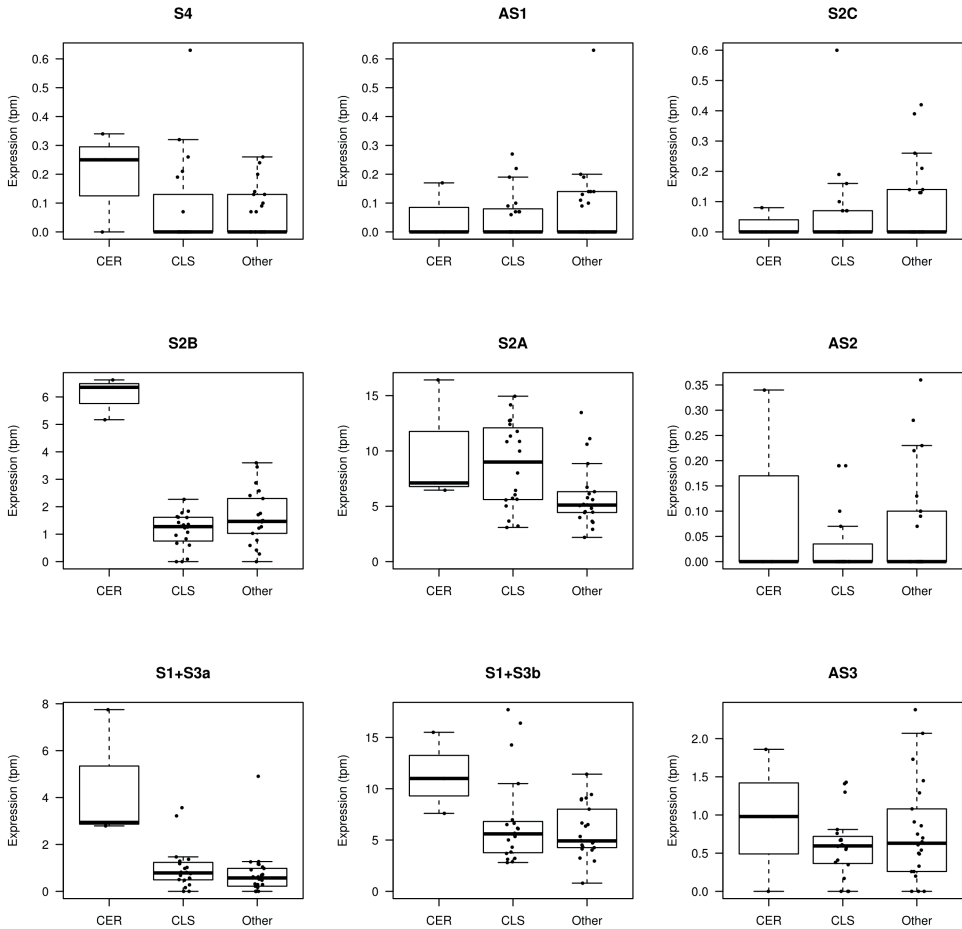 S4
Expression (tpm)
0.6
0.5
0.4
0.3
0.2
0.1
0.0
CER CLS Other
AS1
Expression (tpm)
0.6
0.5
0.4
0.3
0.2
0.1
0.0
CER CLS Other
S2C
Expression (tpm)
0.6
0.5
0.4
0.3
0.2
0.1
0.0
CER CLS Other
S2B
Expression (tpm)
6
5
4
3
2
1
0
CER CLS Other
S2A
Expression (tpm)
15
10
5
0
CER CLS Other
AS2
Expression (tpm)
0.35
0.30
0.25
0.20
0.15
0.10
0.05
0.00
CER CLS Other
S1+S3a
Expression (tpm)
8
6
4
2
0
CER CLS Other
S1+S3b
Expression (tpm)
15
10
5
0
CER CLS Other
AS3
Expression (tpm)
2.0
1.5
1.0
0.5
0.0
CER CLS Other